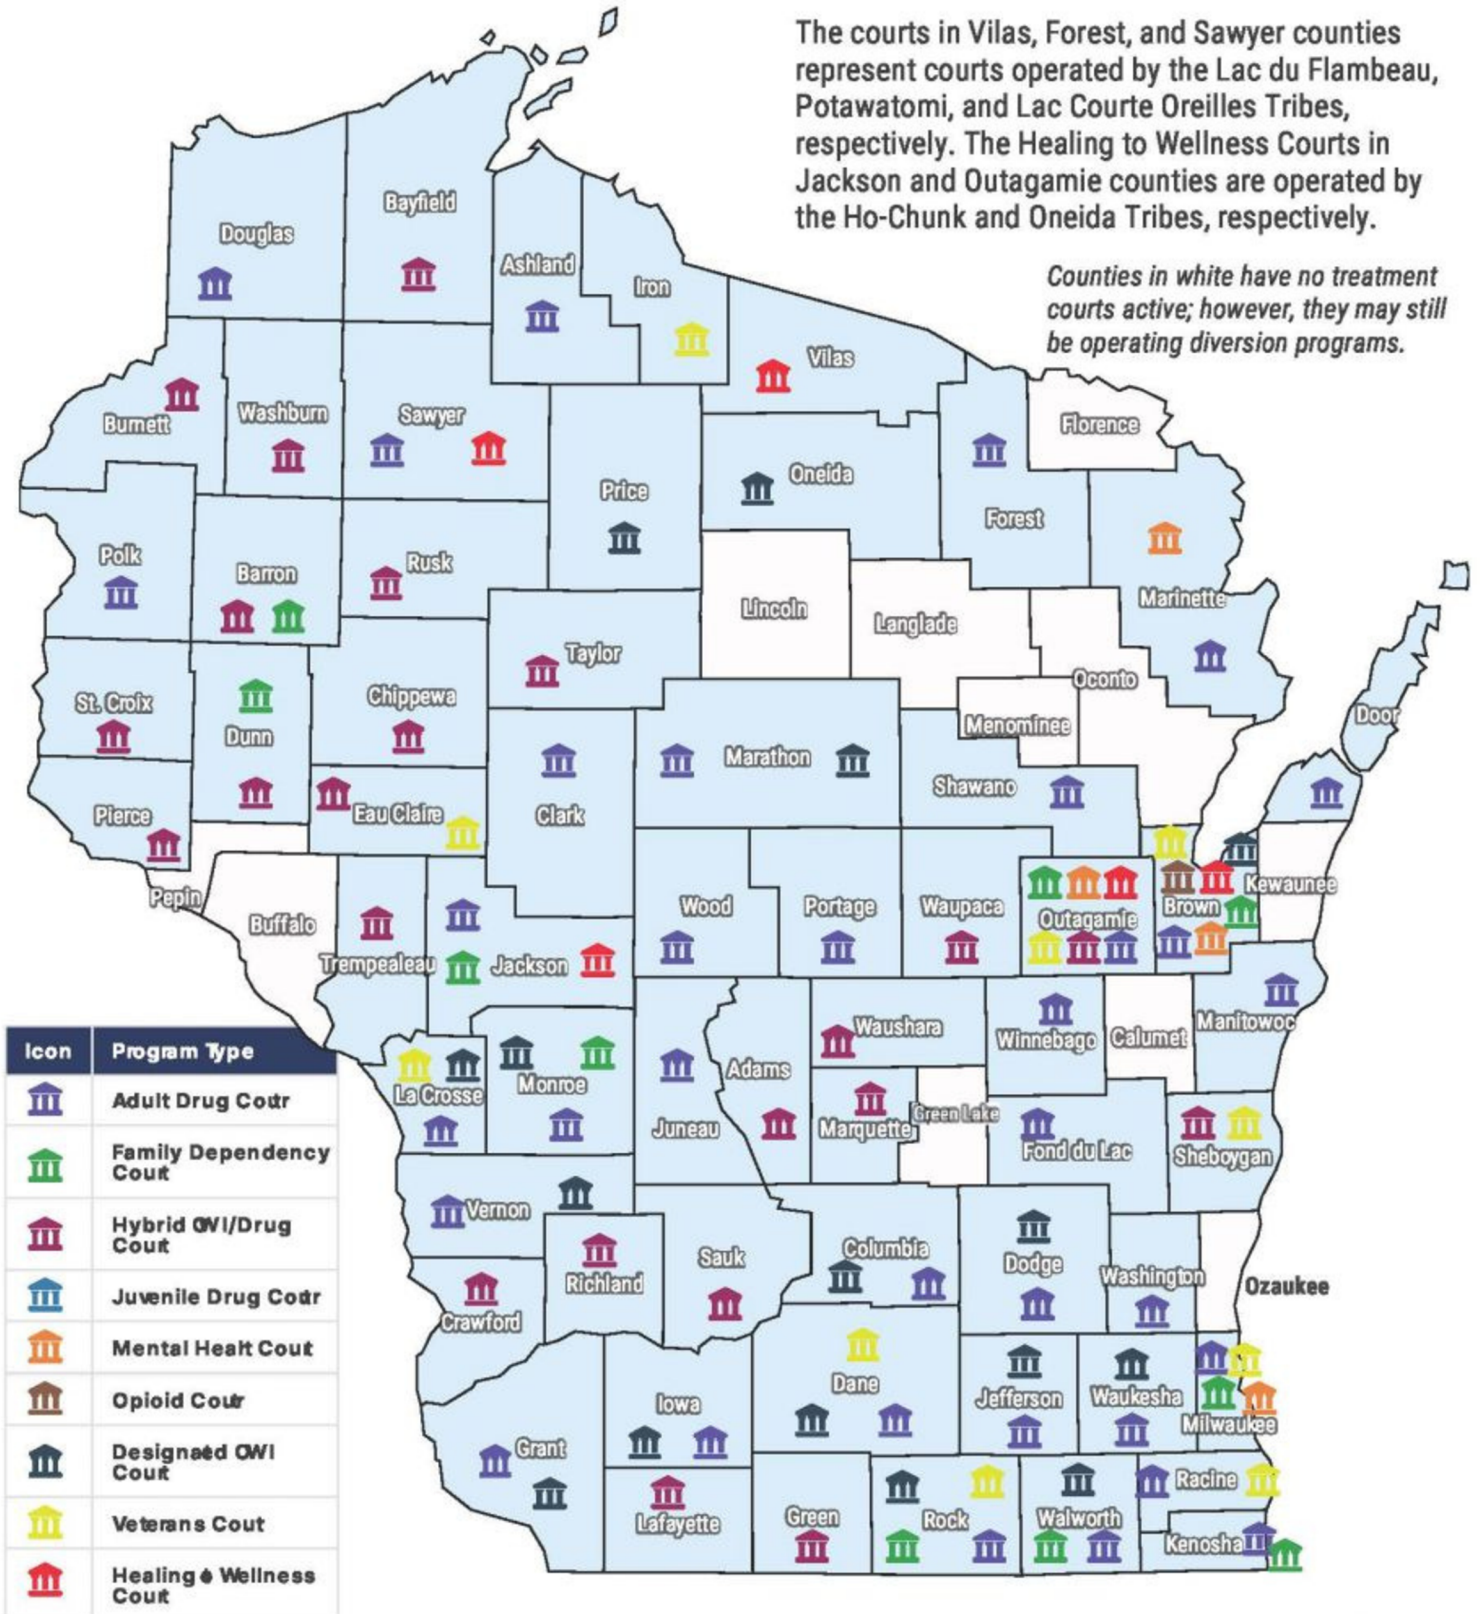 The courts in Vilas, Forest, and Sawyer counties
represent courts operated by the Lac du Flambeau,
Potawatomi, and Lac Courte Oreilles Tribes,
respectively. The Healing to Wellness Courts in
Jackson and Outagamie counties are operated by
the Ho-Chunk and Oneida Tribes, respectively.
Counties in white have no treatment
courts active; however, they may still
be operating diversion programs.
Bayfield
Douglas
Ashland
Iron
Vilas
Burnett
Washburn
Sawyer
Florence
Price
Oneida
Forest
Polk
Barron
Rusk
Marinette
Lincoln
Langlade
Taylor
Oconto
St. Croix
Chippewa
Dunn
Menominee
Door
Marathon
Shawano
Pierce
Eau Claire
Clark
Pepin
Buffalo
Wood
Portage
Waupaca
Outagamie
Brown
Kewaunee
Trempealeau
Jackson
Waushara
Winnebago
Calumet
Manitowoc
La Crosse
Monroe
Juneau
Adams
Marquette
Green Lake
Fond du Lac
Sheboygan
Vernon
Richland
Sauk
Columbia
Dodge
Washington
Ozaukee
Crawford
Iowa
Dane
Jefferson
Waukesha
Milwaukee
Grant
Lafayette
Green
Rock
Walworth
Racine
Kenosha
Icon Program Type
Adult Drug Coutr
Family Dependency
Court
Hybrid OWI/Drug
Court
Juvenile Drug Coutr
Mental Healt Cout
Opioid Coutr
Designated OWI
Court
Veterans Cout
Healing Wellness
Court